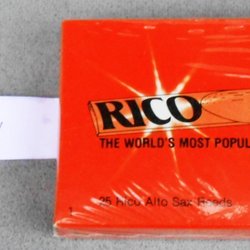 RICO
THE WORLD'S MOST POPUL
25 Rico Alto Sax Reeds